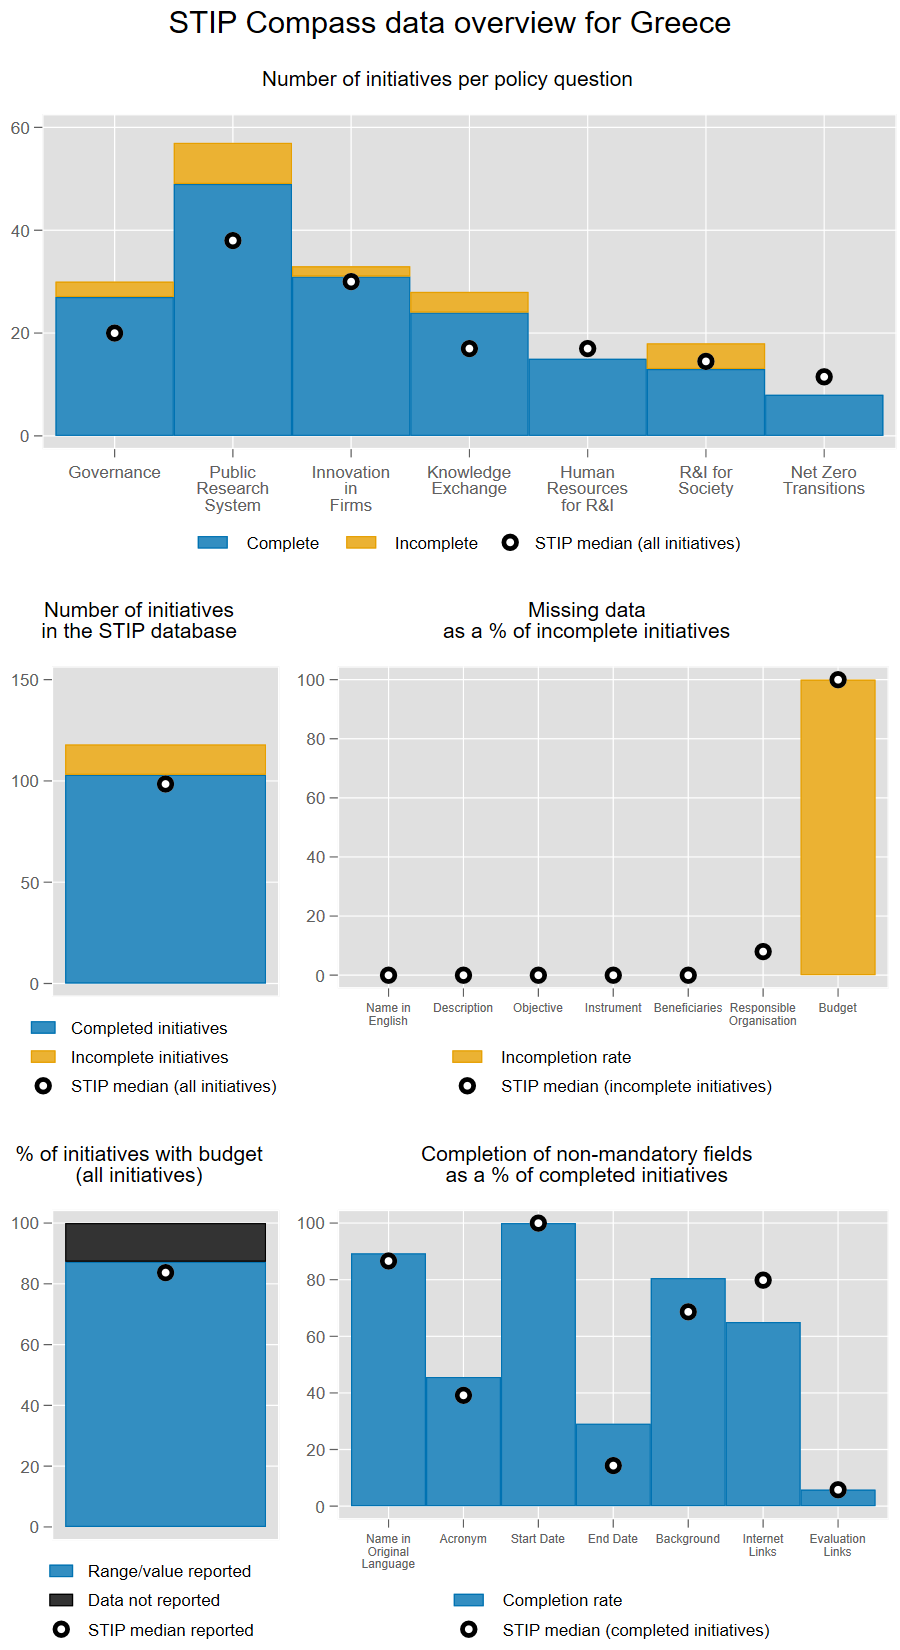 STIP Compass data overview for Greece
Number of initiatives per policy question
60
40
20
0
Governance
Public
Research
System
Innovation
in
Firms
Knowledge
Exchange
Human
Resources
for R&I
R&I for
Society
Net Zero
Transitions
Complete
Incomplete
STIP median (all initiatives)
Number of initiatives
in the STIP database
150
100
50
0
Completed initiatives
Incomplete initiatives
STIP median (all initiatives)
Missing data
as a % of incomplete initiatives
100
80
60
40
20
0
Name in
English
Description
Objective
Instrument
Beneficiaries
Responsible
Organisation
Budget
Incompletion rate
STIP median (incomplete initiatives)
% of initiatives with budget
(all initiatives)
100
80
60
40
20
0
Range/value reported
Data not reported
STIP median reported
Completion of non-mandatory fields
as a % of completed initiatives
100
80
60
40
20
0
Name in
Original
Language
Acronym
Start Date
End Date
Background
Internet
Links
Evaluation
Links
Completion rate
STIP median (completed initiatives)